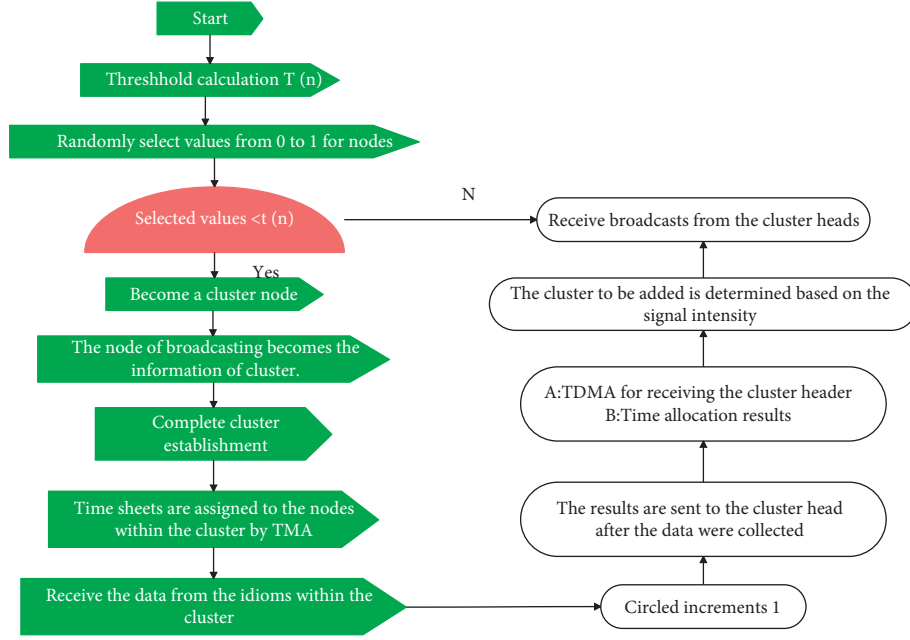 Start
Threshhold calculation T (n)
Randomly select values from 0 to 1 for nodes
Selected values <t (n)
N
Yes
Become a cluster node
The node of broadcasting becomes the
information of cluster.
Complete cluster
establishment
Time sheets are assigned to the nodes
within the cluster by TMA
Receive the data from the idioms within the
cluster
Receive broadcasts from the cluster heads
The cluster to be added is determined based on the
signal intensity
A:TDMA for receiving the cluster header
B:Time allocation results
The results are sent to the cluster head
after the data were collected
Circled increments 1